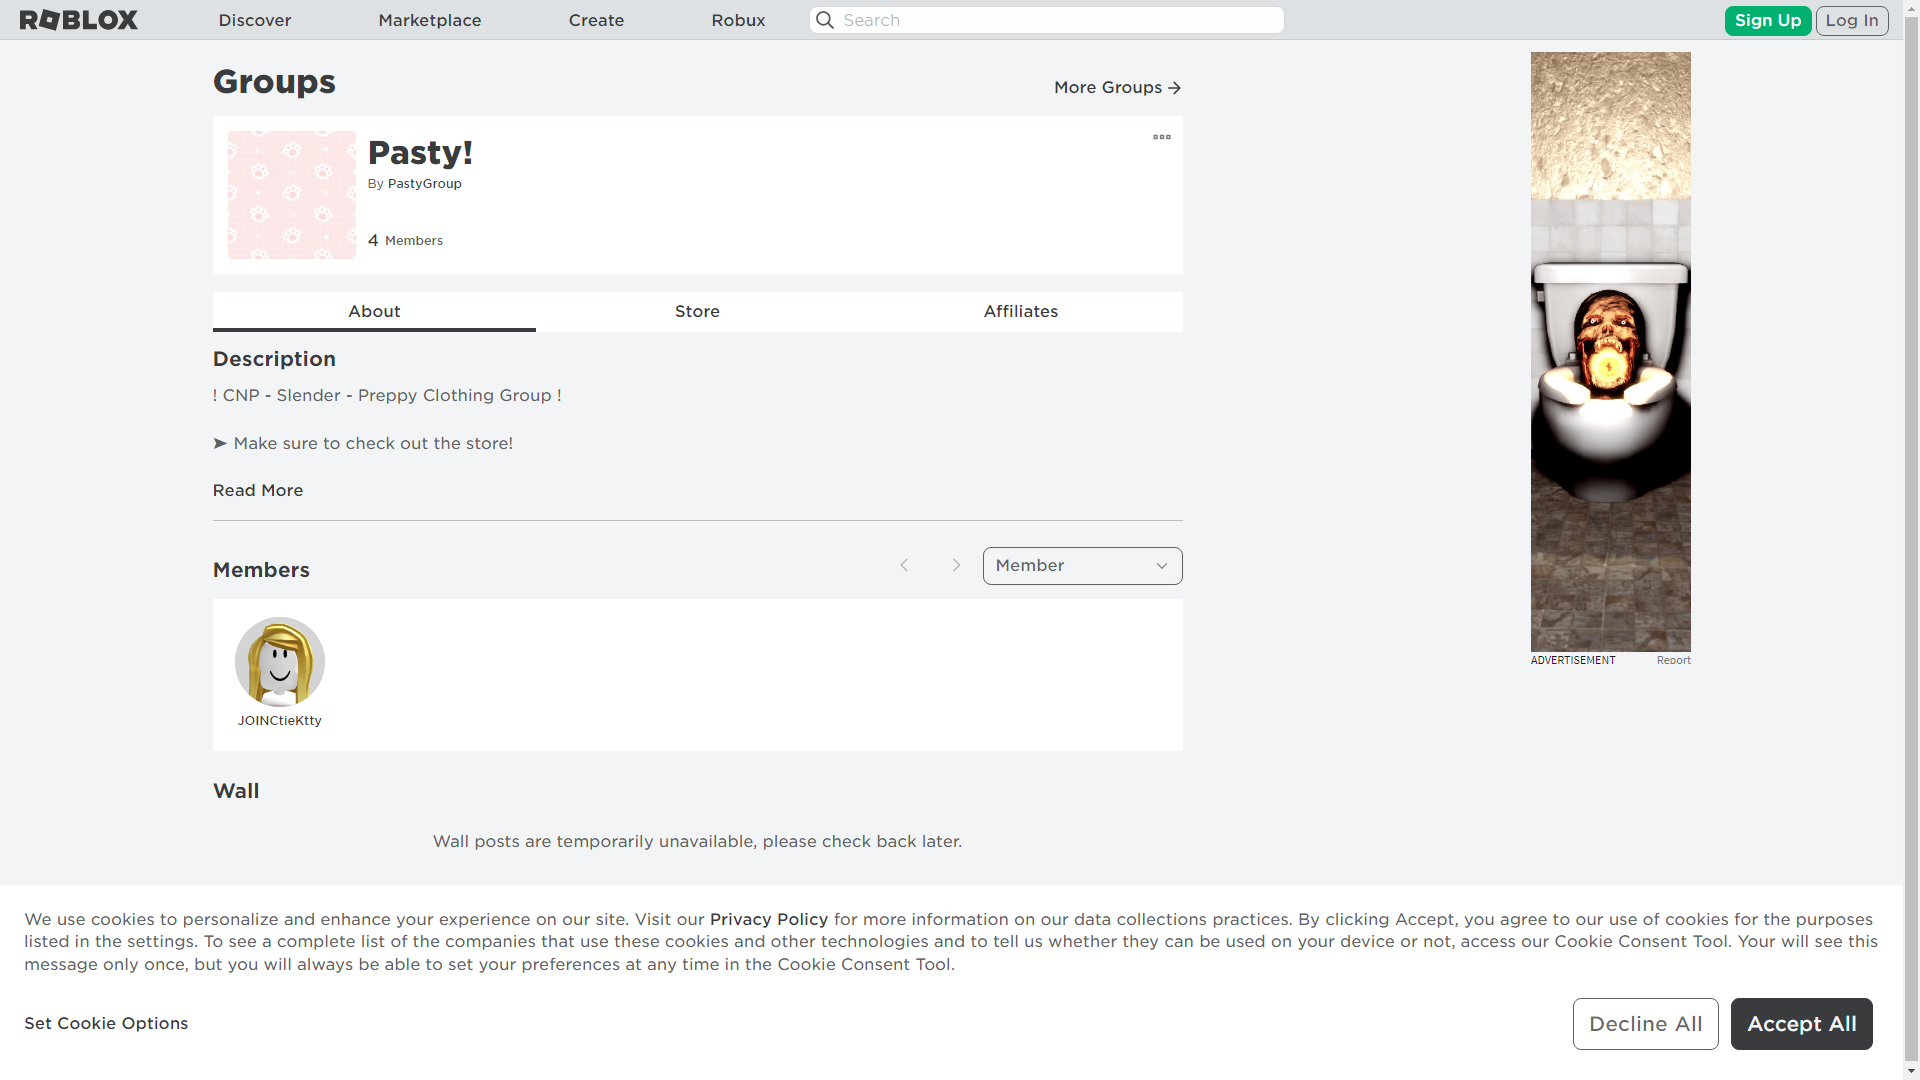 ROBLOX Discover Marketplace Create Robux Search Sign Up Log In
Groups
More Groups
Pasty!
By PastyGroup
4 Members
About Store Affiliates
Description
! CNP - Slender - Preppy Clothing Group !
➤ Make sure to check out the store!
Read More
Members
Member
JOINCtieKtty
Wall
Wall posts are temporarily unavailable, please check back later.
ADVERTISEMENT Report
We use cookies to personalize and enhance your experience on our site. Visit our Privacy Policy for more information on our data collections practices. By clicking Accept, you agree to our use of cookies for the purposes
listed in the settings. To see a complete list of the companies that use these cookies and other technologies and to tell us whether they can be used on your device or not, access our Cookie Consent Tool. Your will see this
message only once, but you will always be able to set your preferences at any time in the Cookie Consent Tool.
Set Cookie Options
Decline All
Accept All